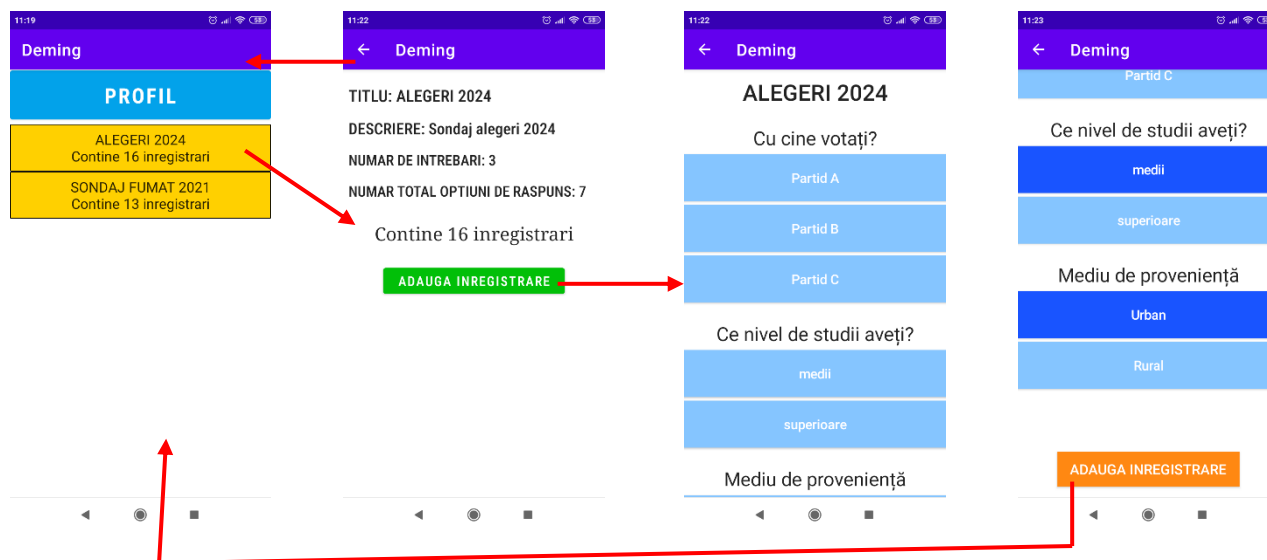 11:19
Deming
PROFIL
ALEGERI 2024
Contine 16 inregistrari
SONDAJ FUMAT 2021
Contine 13 inregistrari
11:22
Deming
TITLU: ALEGERI 2024
DESCRIERE: Sondaj alegeri 2024
NUMAR DE INTREBARI: 3
NUMAR TOTAL OPTIUNI DE RASPUNS: 7
Contine 16 inregistrari
ADAUGA INREGISTRARE
11:22
Deming
ALEGERI 2024
Cu cine votați?
Partid A
Partid B
Partid C
Ce nivel de studii aveți?
medii
superioare
Mediu de proveniență
11:23
Deming
Partid C
Ce nivel de studii aveți?
medii
superioare
Mediu de proveniență
Urban
Rural
ADAUGA INREGISTRARE